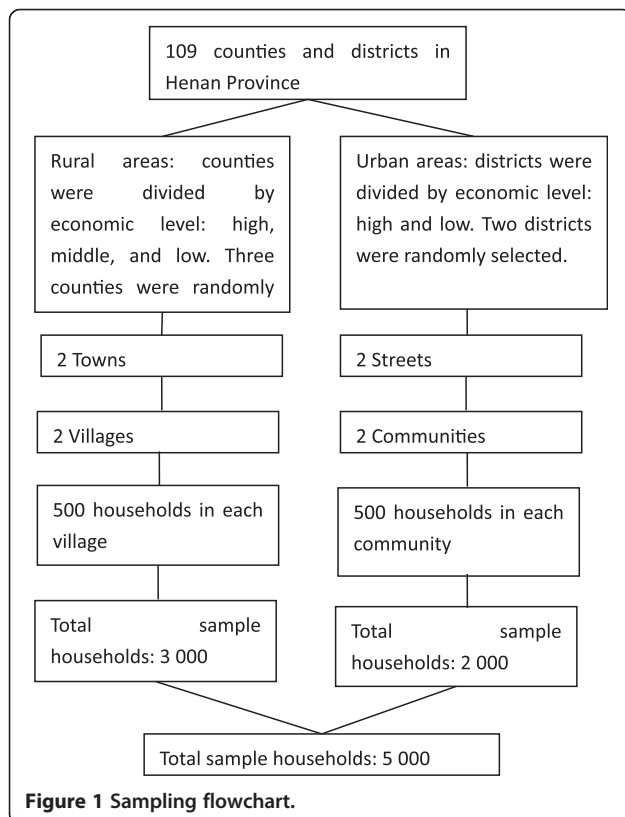 109 counties and districts in
Henan Province
Rural areas: counties
were divided by
economic level: high,
middle, and low. Three
counties were randomly
Urban areas: districts were
divided by economic level:
high and low. Two districts
were randomly selected.
2 Towns
2 Streets
2 Villages
2 Communities
500 households in each
village
500 households in each
community
Total sample
households: 3 000
Total sample
households: 2 000
Total sample households: 5 000
Figure 1 Sampling flowchart.